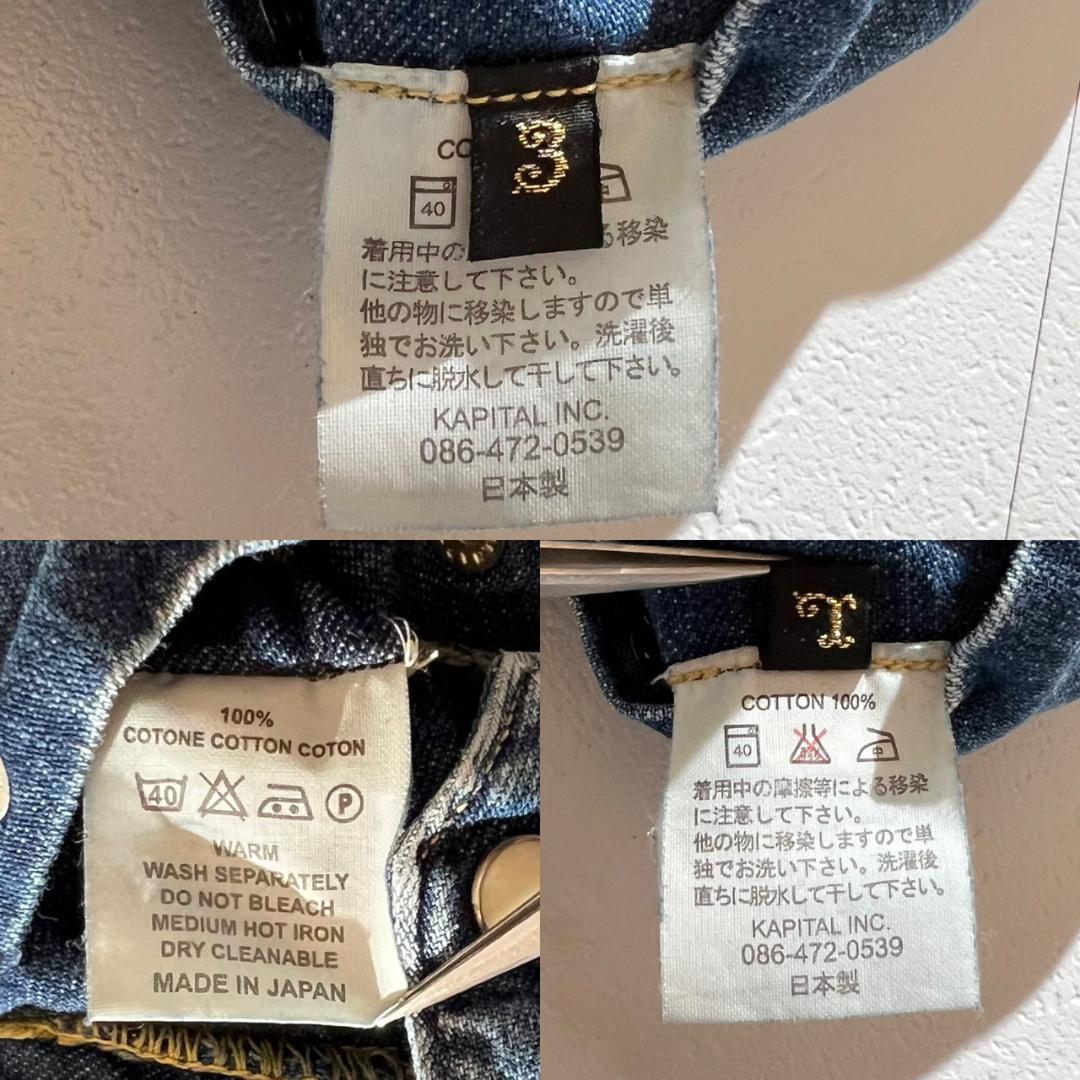 3
CO
40
着用中の る移染
に注意して下さい。
他の物に移染しますので単
独でお洗い下さい。洗濯後
直ちに脱水して干して下さい。
KAPITAL INC.
086-472-0539
日本製
100%
COTONE COTTON COTON
40 P
WARM
WASH SEPARATELY
DO NOT BLEACH
MEDIUM HOT IRON
DRY CLEANABLE
MADE IN JAPAN
COTTON 100%
40 中
着用中の摩擦等による移染
に注意して下さい。
他の物に移染しますので単
独でお洗い下さい。洗濯後
直ちに脱水して干して下さい。
KAPITAL INC.
086-472-0539
日本製